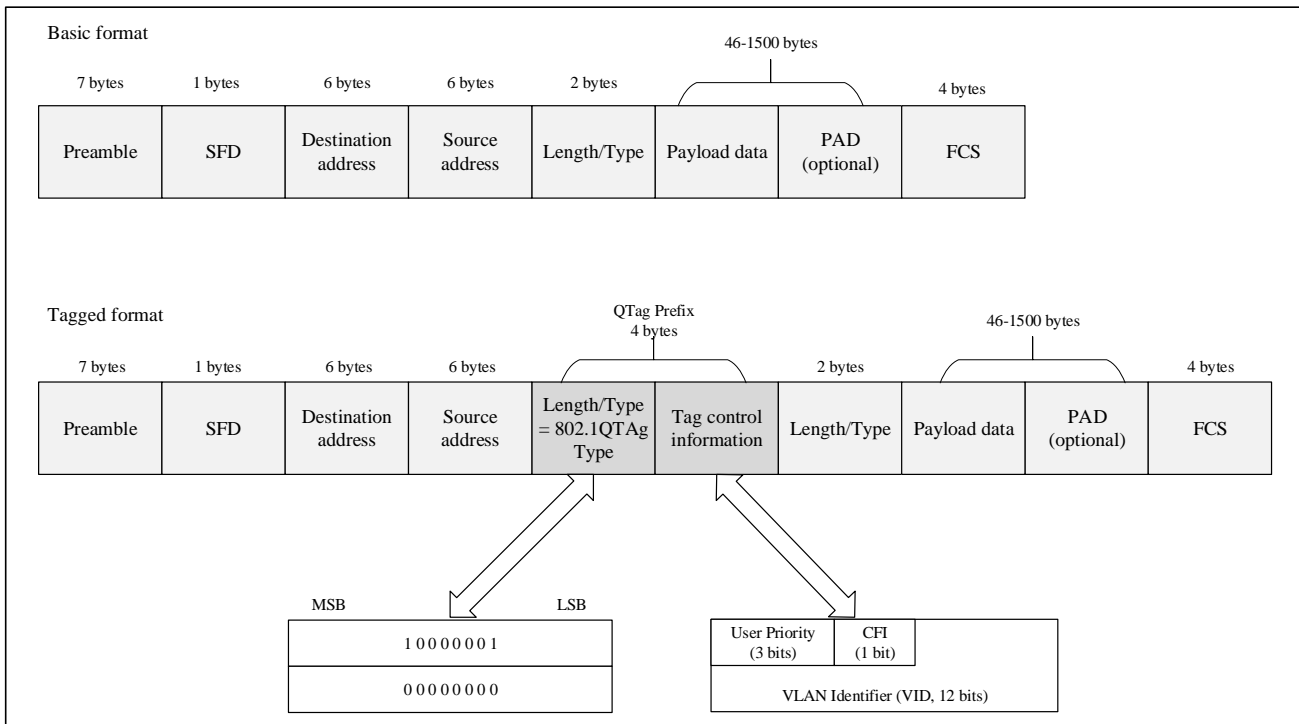 Basic format
46-1500 bytes
7 bytes
1 bytes
6 bytes
6 bytes
2 bytes
4 bytes
Preamble
SFD
Destination
address
Source
address
Length/Type
Payload data
PAD
(optional)
FCS
Tagged format
QTag Prefix
4 bytes
46-1500 bytes
7 bytes
1 bytes
6 bytes
6 bytes
2 bytes
4 bytes
Preamble
SFD
Destination
address
Source
address
Length/Type
= 802.1QTAg
Type
Tag control
information
Length/Type
Payload data
PAD
(optional)
FCS
MSB
LSB
1 0 0 0 0 0 0 1
0 0 0 0 0 0 0 0
User Priority
(3 bits)
CFI
(1 bit)
VLAN Identifier (VID, 12 bits)